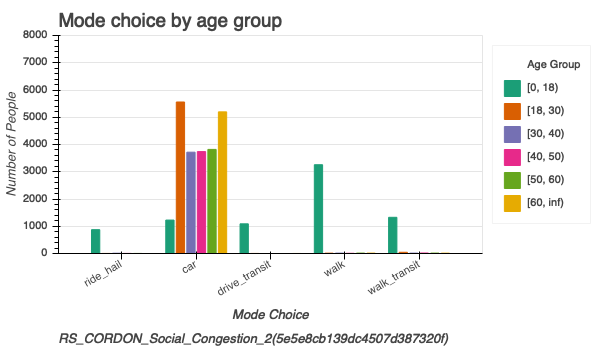 Mode choice by age group
8000
7000
6000
5000
4000
3000
2000
1000
0
Number of People
ride_hail
car
drive_transit
walk
walk_transit
Mode Choice
RS_CORDON_Social_Congestion_2(5e5e8cb139dc4507d387320f)
Age Group
[0, 18)
[18, 30)
[30, 40)
[40, 50)
[50, 60)
[60, inf)